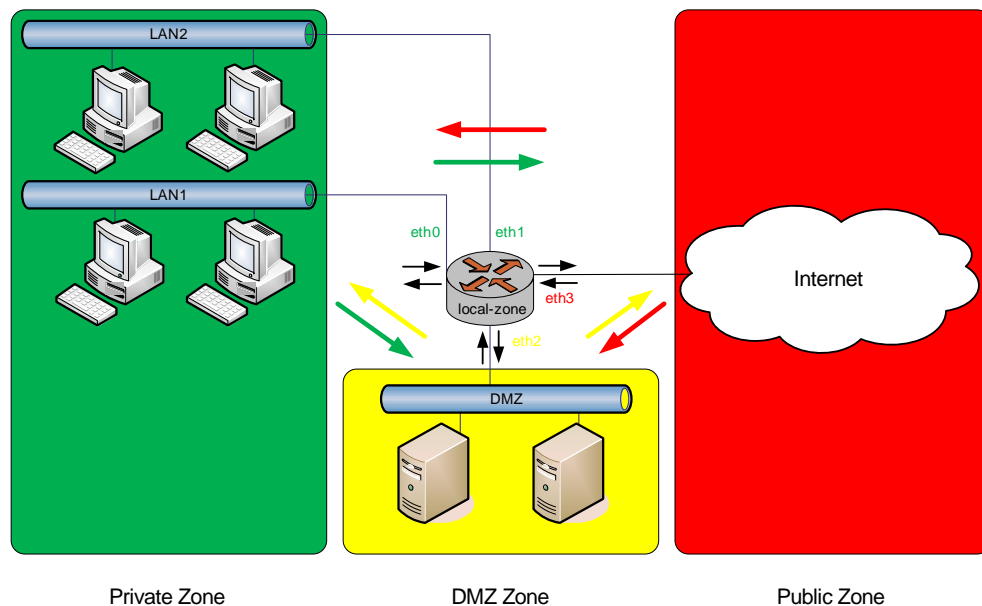 LAN2
LAN1
eth0
eth1
Internet
local-zone
eth3
eth2
DMZ
Private Zone
DMZ Zone
Public Zone